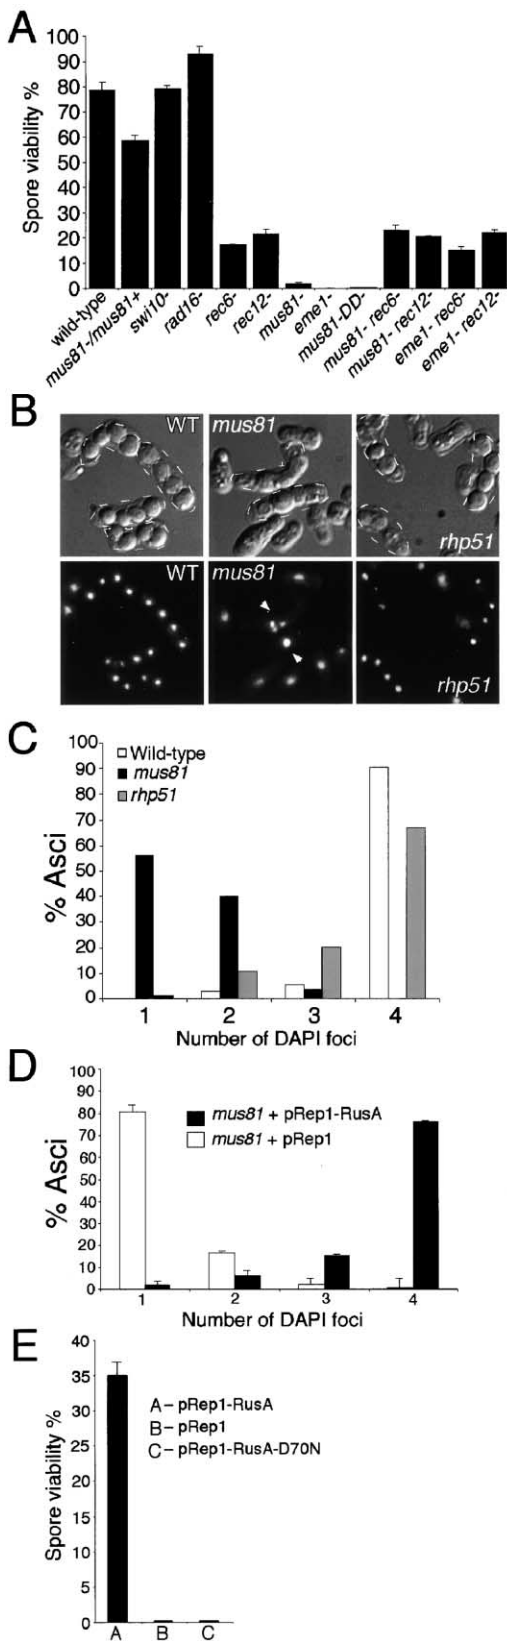 A
Spore viability %
100
90
80
70
60
50
40
30
20
10
0
wild-type
mus81-/mus81+
swi10-
rad16-
rec6-
rec12-
mus81-
eme1-
mus81-DD-
mus81- rec6-
mus81- rec12-
eme1- rec6-
eme1- rec12-
B
WT
mus81
rhp51
WT
mus81
rhp51
C
% Asci
100
90
80
70
60
50
40
30
20
10
0
Wild-type
mus81
rhp51
1 2 3 4
Number of DAPI foci
D
% Asci
100
90
80
70
60
50
40
30
20
10
0
mus81 + pRep1-RusA
mus81 + pRep1
1 2 3 4
Number of DAPI foci
E
Spore viability %
40
35
30
25
20
15
10
5
0
A – pRep1-RusA
B – pRep1
C – pRep1-RusA-D70N
A B C